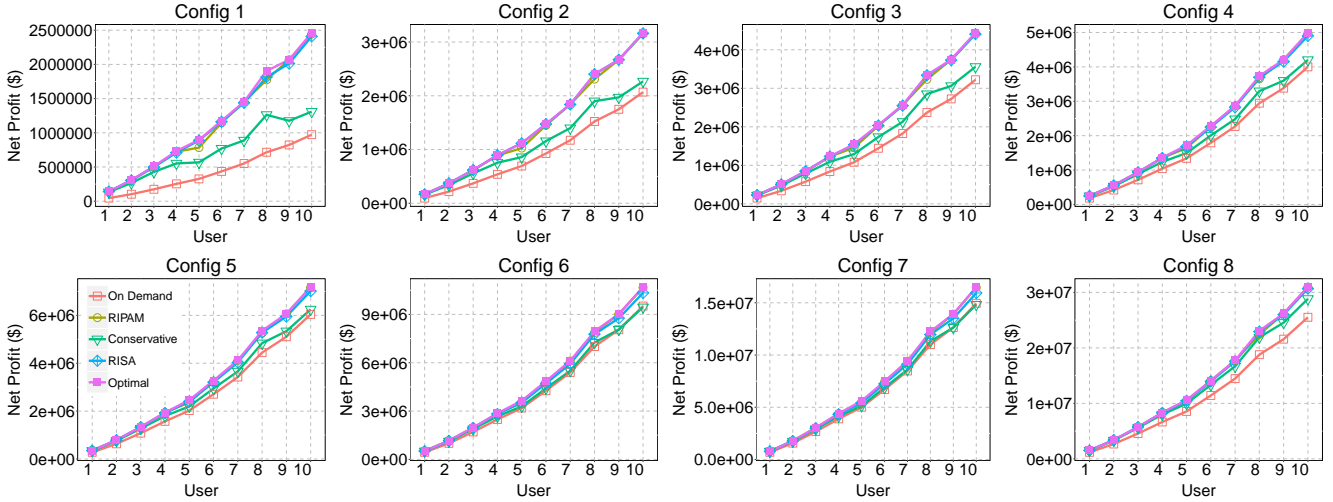 Config 1
Net Profit ($)
2500000
2000000
1500000
1000000
500000
0
1 2 3 4 5 6 7 8 9 10
User
Config 2
Net Profit ($)
3e+06
2e+06
1e+06
0e+00
1 2 3 4 5 6 7 8 9 10
User
Config 3
Net Profit ($)
4e+06
3e+06
2e+06
1e+06
0e+00
1 2 3 4 5 6 7 8 9 10
User
Config 4
Net Profit ($)
5e+06
4e+06
3e+06
2e+06
1e+06
0e+00
1 2 3 4 5 6 7 8 9 10
User
Config 5
Net Profit ($)
6e+06
4e+06
2e+06
0e+00
On Demand
RIPAM
Conservative
RISA
Optimal
1 2 3 4 5 6 7 8 9 10
User
Config 6
Net Profit ($)
9e+06
6e+06
3e+06
0e+00
1 2 3 4 5 6 7 8 9 10
User
Config 7
Net Profit ($)
1.5e+07
1.0e+07
5.0e+06
0.0e+00
1 2 3 4 5 6 7 8 9 10
User
Config 8
Net Profit ($)
3e+07
2e+07
1e+07
0e+00
1 2 3 4 5 6 7 8 9 10
User